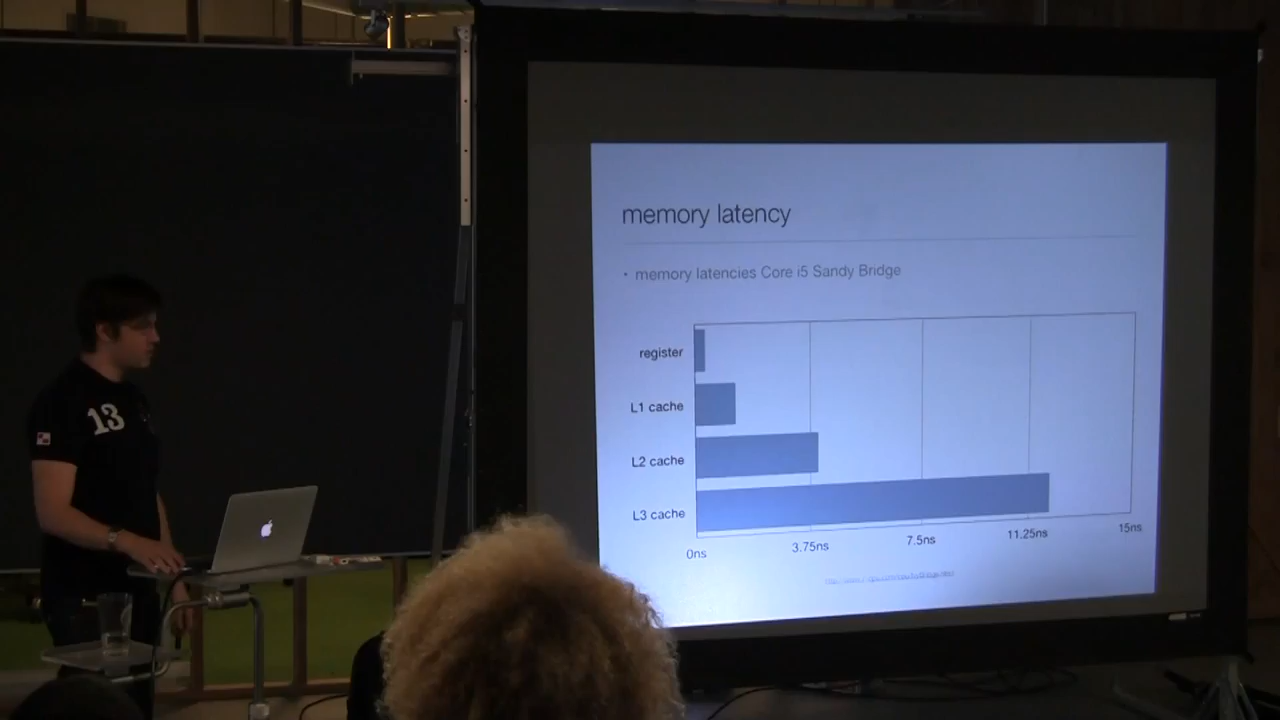 memory latency
• memory latencies Core i5 Sandy Bridge
register
L1 cache
L2 cache
L3 cache
0ns
3.75ns
7.5ns
11.25ns
15ns
13